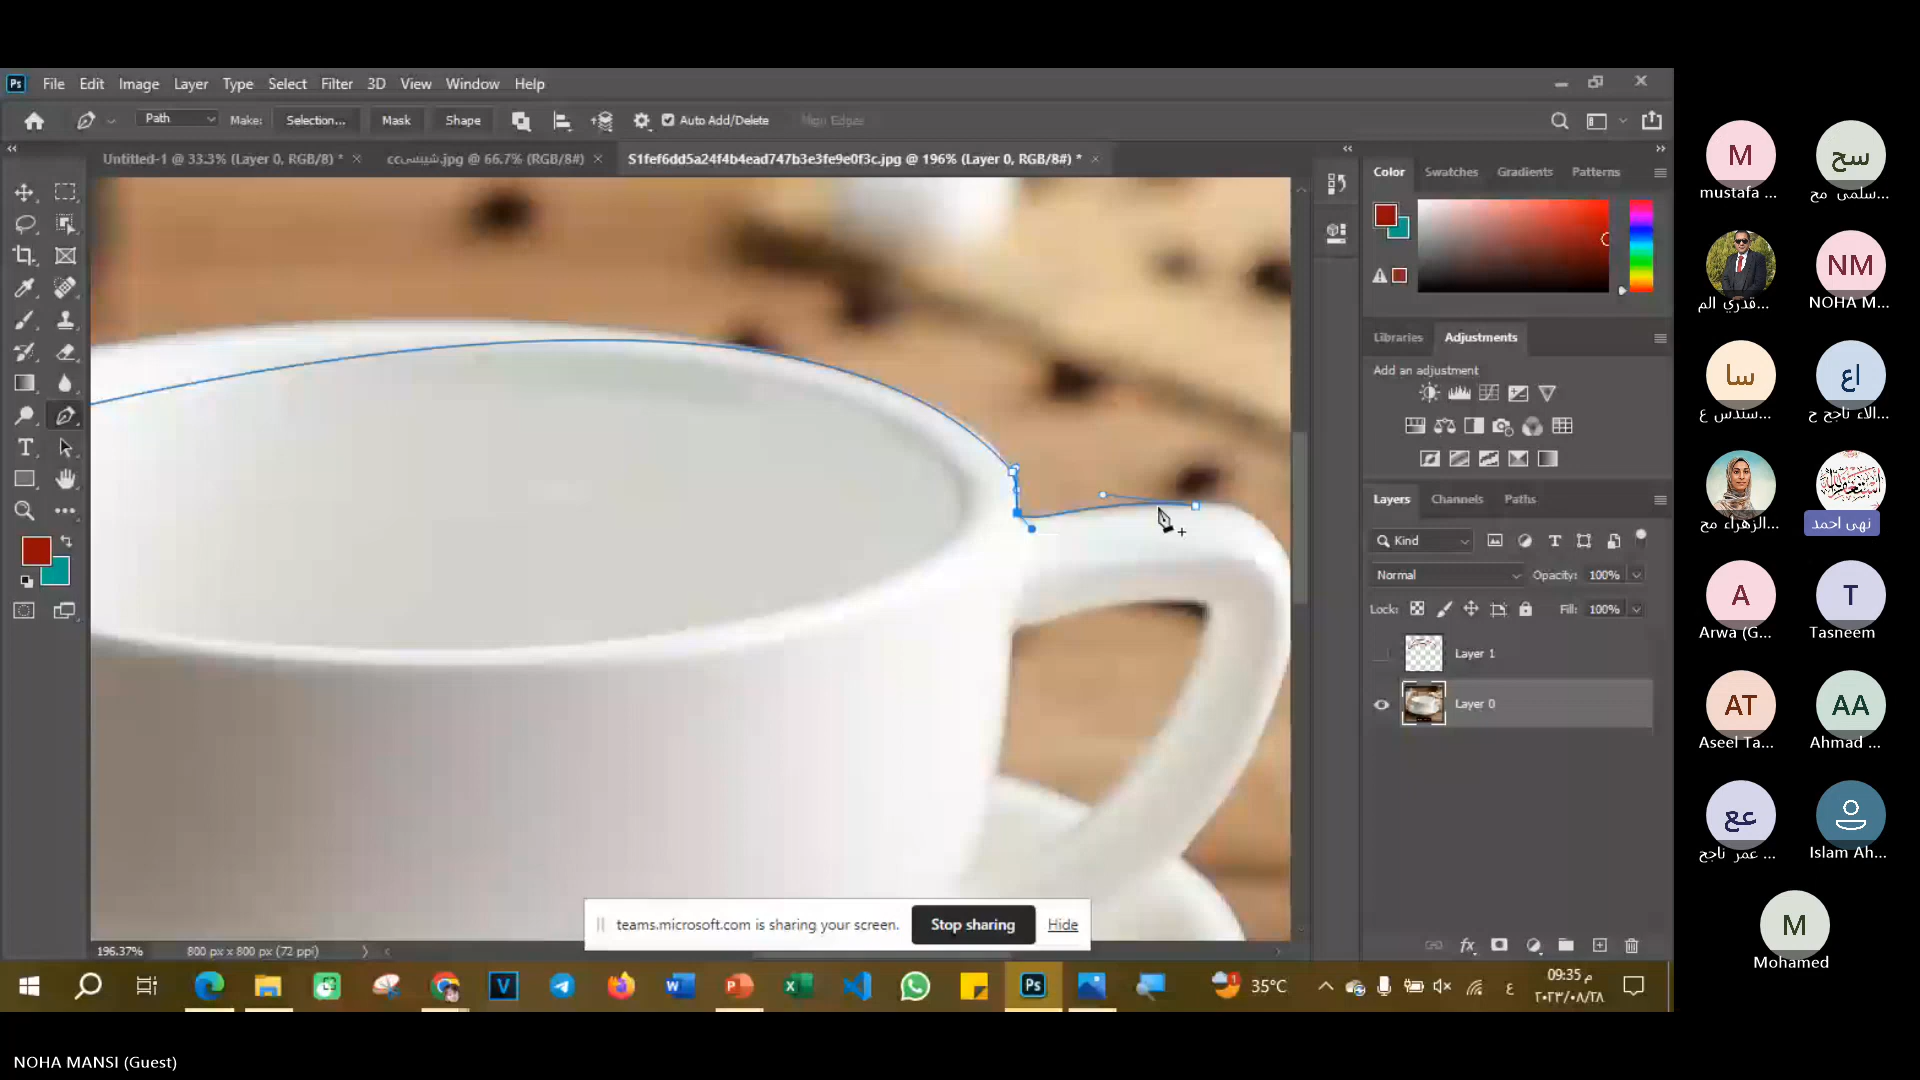 Ps File Edit Image Layer Type Select Filter 3D View Window Help
Path Make: Selection... Mask Shape Auto Add/Delete Align Edges
Untitled-1 @ 33.3% (Layer 0, RGB/8) * × @ 66.7% (RGB/8#) × S1fef6dd5a24f4b4ead747b3e3fe9e0f3c.jpg @ 196% (Layer 0, RGB/8#) * ×
Color Swatches Gradients Patterns
Libraries Adjustments
Add an adjustment
Layers Channels Paths
Kind
Normal Opacity: 100%
Lock: Fill: 100%
Layer 1
Layer 0
196.37% 800 px x 800 px (72 ppi)
teams.microsoft.com is sharing your screen. Stop sharing Hide
35°C
ع
09:35 م
٢٠٢٣/٠٨/٢٨
M
mustafa ...
سح
سلمى مح...
قدري الم...
NM
NOHA M...
سا
سندس ع...
اع
الاء ناجح ح...
الزهراء مح...
نهى احمد
A
Arwa (G...
T
Tasneem
AT
Aseel Ta...
AA
Ahmad ...
عع
عمر ناجح ...
Islam Ah...
M
Mohamed
NOHA MANSI (Guest)